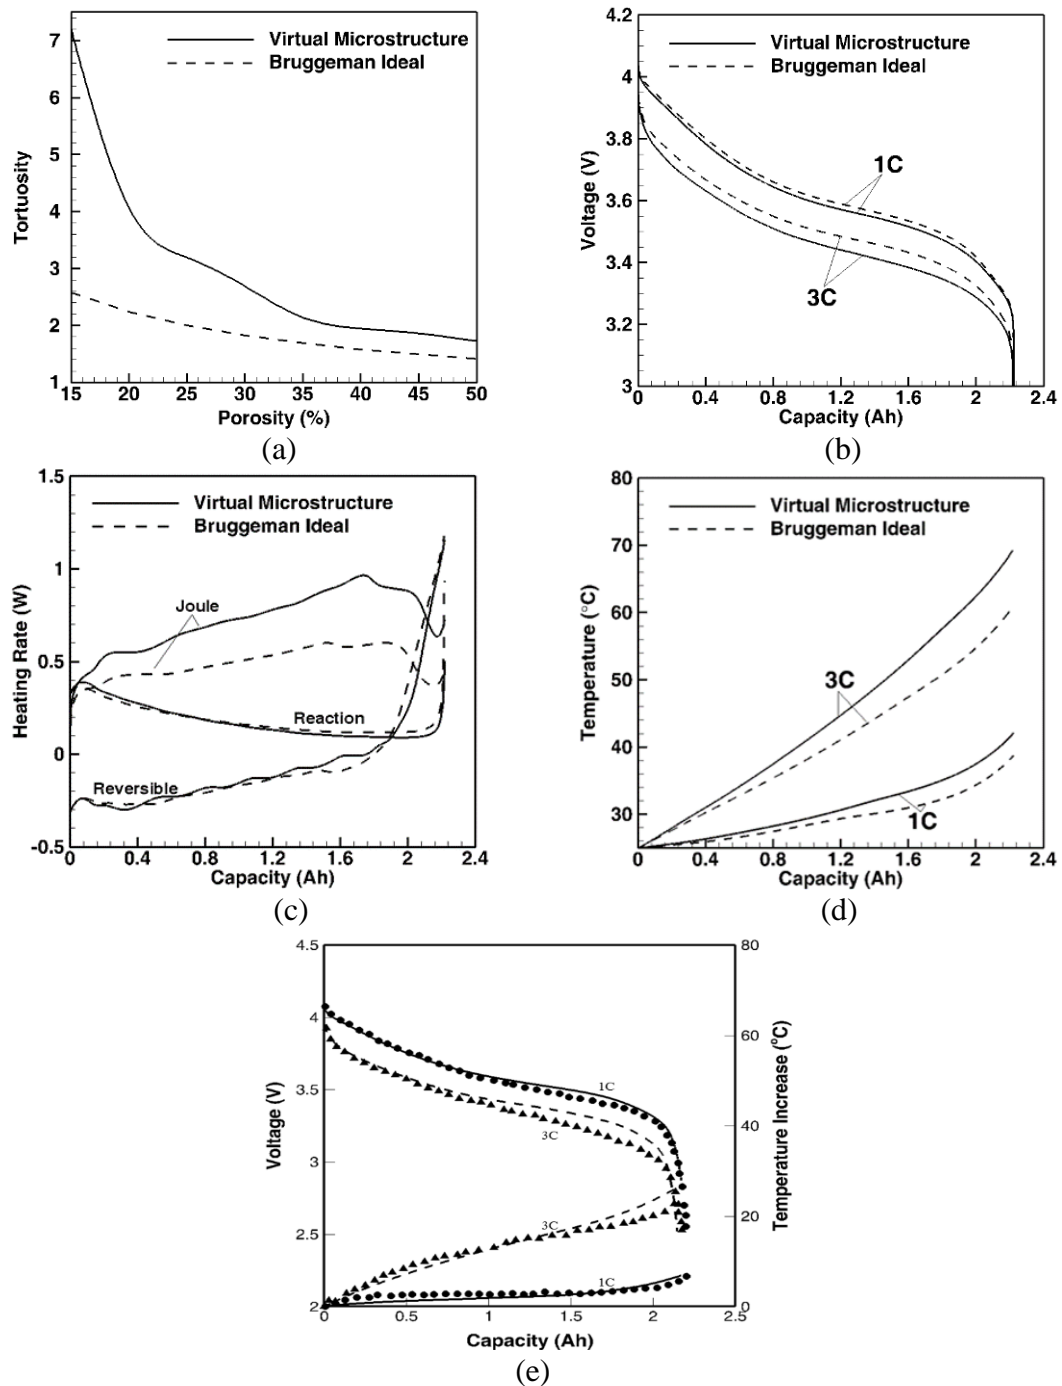 Virtual Microstructure
Bruggeman Ideal
7
6
5
4
3
2
1
Tortuosity
15 20 25 30 35 40 45 50
Porosity (%)
(a)
Virtual Microstructure
Bruggeman Ideal
4.2
4
3.8
3.6
3.4
3.2
3
Voltage (V)
1C
3C
0 0.4 0.8 1.2 1.6 2 2.4
Capacity (Ah)
(b)
Virtual Microstructure
Bruggeman Ideal
1.5
1
0.5
0
-0.5
Heating Rate (W)
Joule
Reaction
Reversible
0 0.4 0.8 1.2 1.6 2 2.4
Capacity (Ah)
(c)
Virtual Microstructure
Bruggeman Ideal
80
70
60
50
40
30
Temperature (°C)
3C
1C
0 0.4 0.8 1.2 1.6 2 2.4
Capacity (Ah)
(d)
4.5
4
3.5
3
2.5
2
Voltage (V)
1C
3C
3C
1C
80
60
40
20
0
Temperature Increase (°C)
0 0.5 1 1.5 2 2.5
Capacity (Ah)
(e)